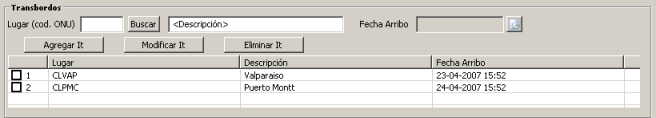 Transbordos
Lugar (cod. ONU) Buscar <Descripción> Fecha Arribo
Agregar It Modificar It Eliminar It
Lugar Descripción Fecha Arribo
1 CLVAP Valparaiso 23-04-2007 15:52
2 CLPMC Puerto Montt 24-04-2007 15:52